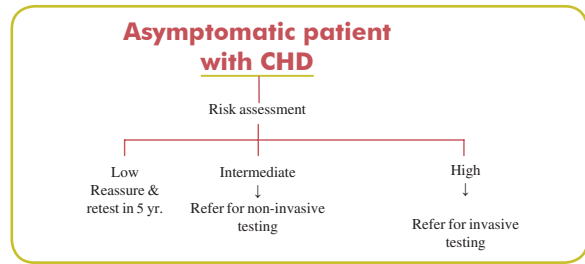 Asymptomatic patient
with CHD
Risk assessment
Low
Reassure &
retest in 5 yr.
Intermediate
↓
Refer for non-invasive
testing
High
↓
Refer for invasive
testing